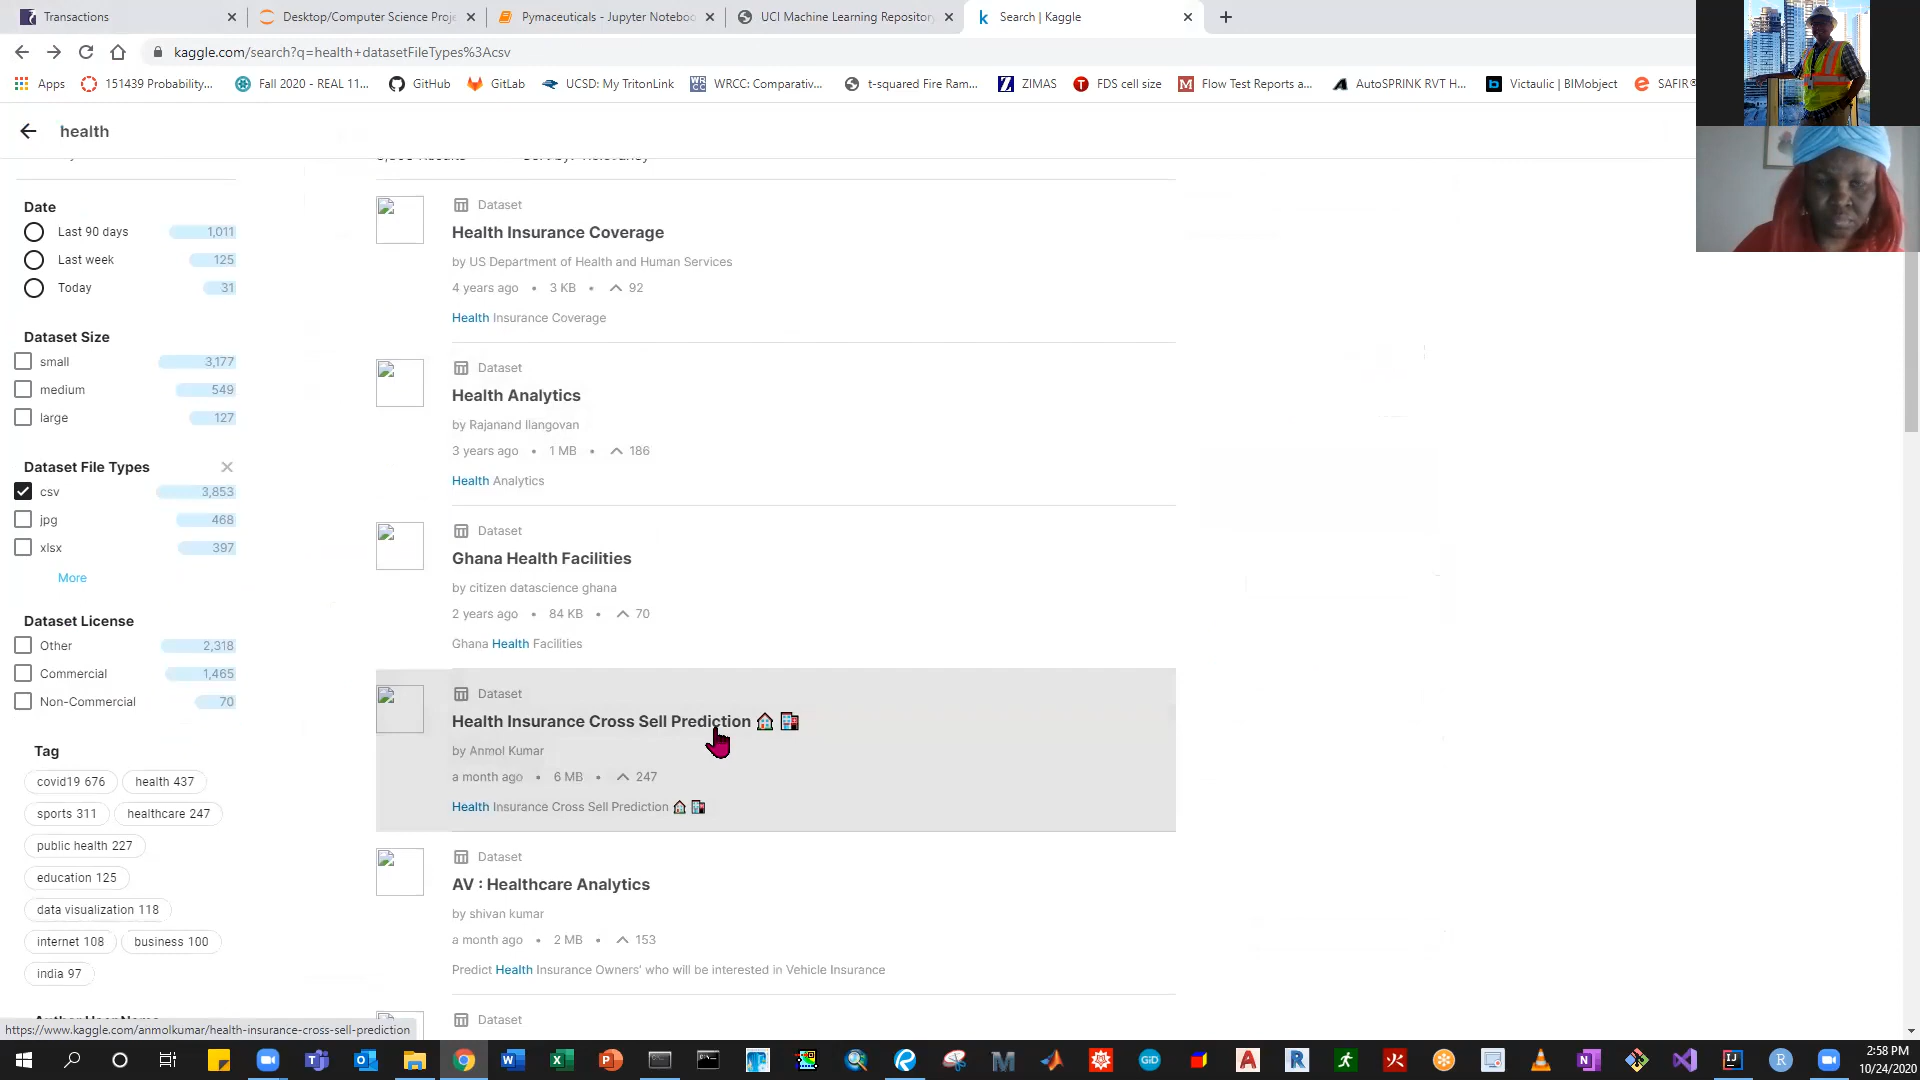 Transactions
Desktop/Computer Science Proje
Pymaceuticals - Jupyter Noteboo
UCI Machine Learning Repository
Search | Kaggle
kaggle.com/search?q=health+datasetFileTypes%3Acsv
Apps
151439 Probability...
Fall 2020 - REAL 11...
GitHub
GitLab
UCSD: My TritonLink
WRCC: Comparativ...
t-squared Fire Ram...
ZIMAS
FDS cell size
Flow Test Reports a...
AutoSPRINK RVT H...
Victaulic | BIMobject
SAFIR®
health
Date
Last 90 days 1,011
Last week 125
Today 31
Dataset Size
small 3,177
medium 549
large 127
Dataset File Types
csv 3,853
jpg 468
xlsx 397
More
Dataset License
Other 2,318
Commercial 1,465
Non-Commercial 70
Tag
covid19 676 health 437
sports 311 healthcare 247
public health 227
education 125
data visualization 118
internet 108 business 100
india 97
Dataset
Health Insurance Coverage
by US Department of Health and Human Services
4 years ago • 3 KB • 92
Health Insurance Coverage
Dataset
Health Analytics
by Rajanand Ilangovan
3 years ago • 1 MB • 186
Health Analytics
Dataset
Ghana Health Facilities
by citizen datascience ghana
2 years ago • 84 KB • 70
Ghana Health Facilities
Dataset
Health Insurance Cross Sell Prediction 🏠 🏥
by Anmol Kumar
a month ago • 6 MB • 247
Health Insurance Cross Sell Prediction 🏠 🏥
Dataset
AV : Healthcare Analytics
by shivan kumar
a month ago • 2 MB • 153
Predict Health Insurance Owners' who will be interested in Vehicle Insurance
Dataset
https://www.kaggle.com/anmolkumar/health-insurance-cross-sell-prediction
2:58 PM
10/24/2020